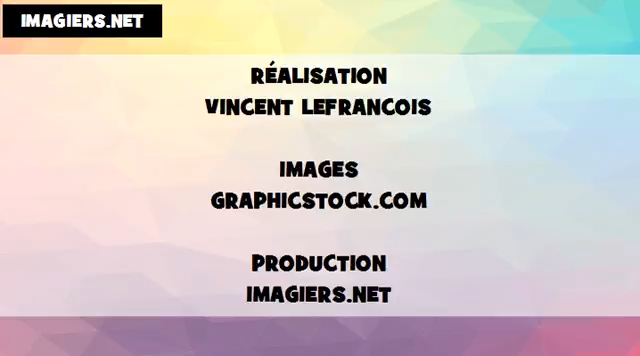 IMAGIERS.NET
RÉALISATION
VINCENT LEFRANCOIS
IMAGES
GRAPHICSTOCK.COM
PRODUCTION
IMAGIERS.NET